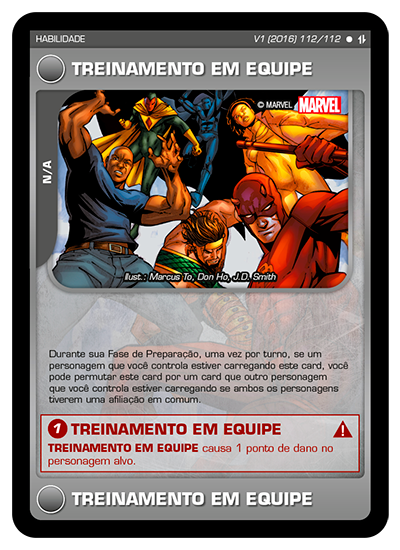 HABILIDADE
V1 (2016) 112/112
TREINAMENTO EM EQUIPE
© MARVEL MARVEL
N/A
Illust.: Marcus To, Don Ho, J.D. Smith
Durante sua Fase de Preparação, uma vez por turno, se um
personagem que você controla estiver carregando este card, você
pode permutar este card por um card que outro personagem
que você controla estiver carregando se ambos os personagens
tiverem uma afiliação em comum.
1 TREINAMENTO EM EQUIPE
TREINAMENTO EM EQUIPE causa 1 ponto de dano no
personagem alvo.
TREINAMENTO EM EQUIPE